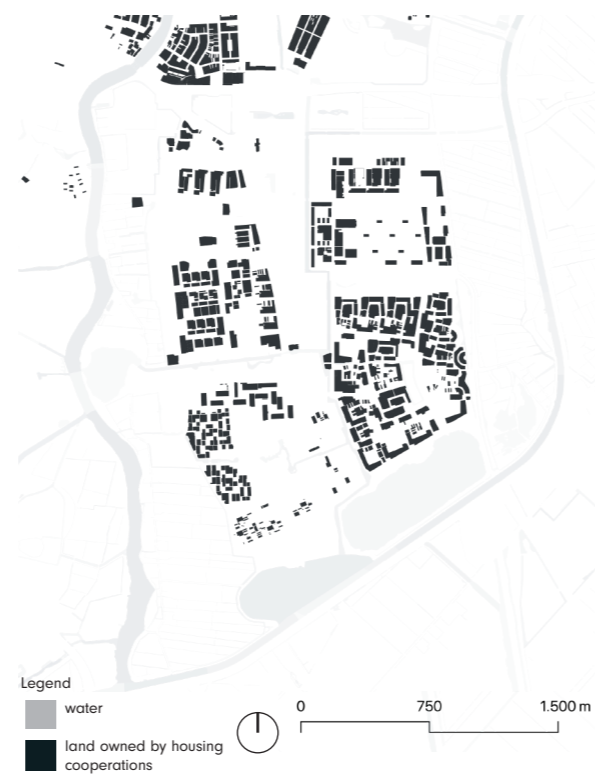 Legend
water
land owned by housing
cooperations
0 750 1.500 m